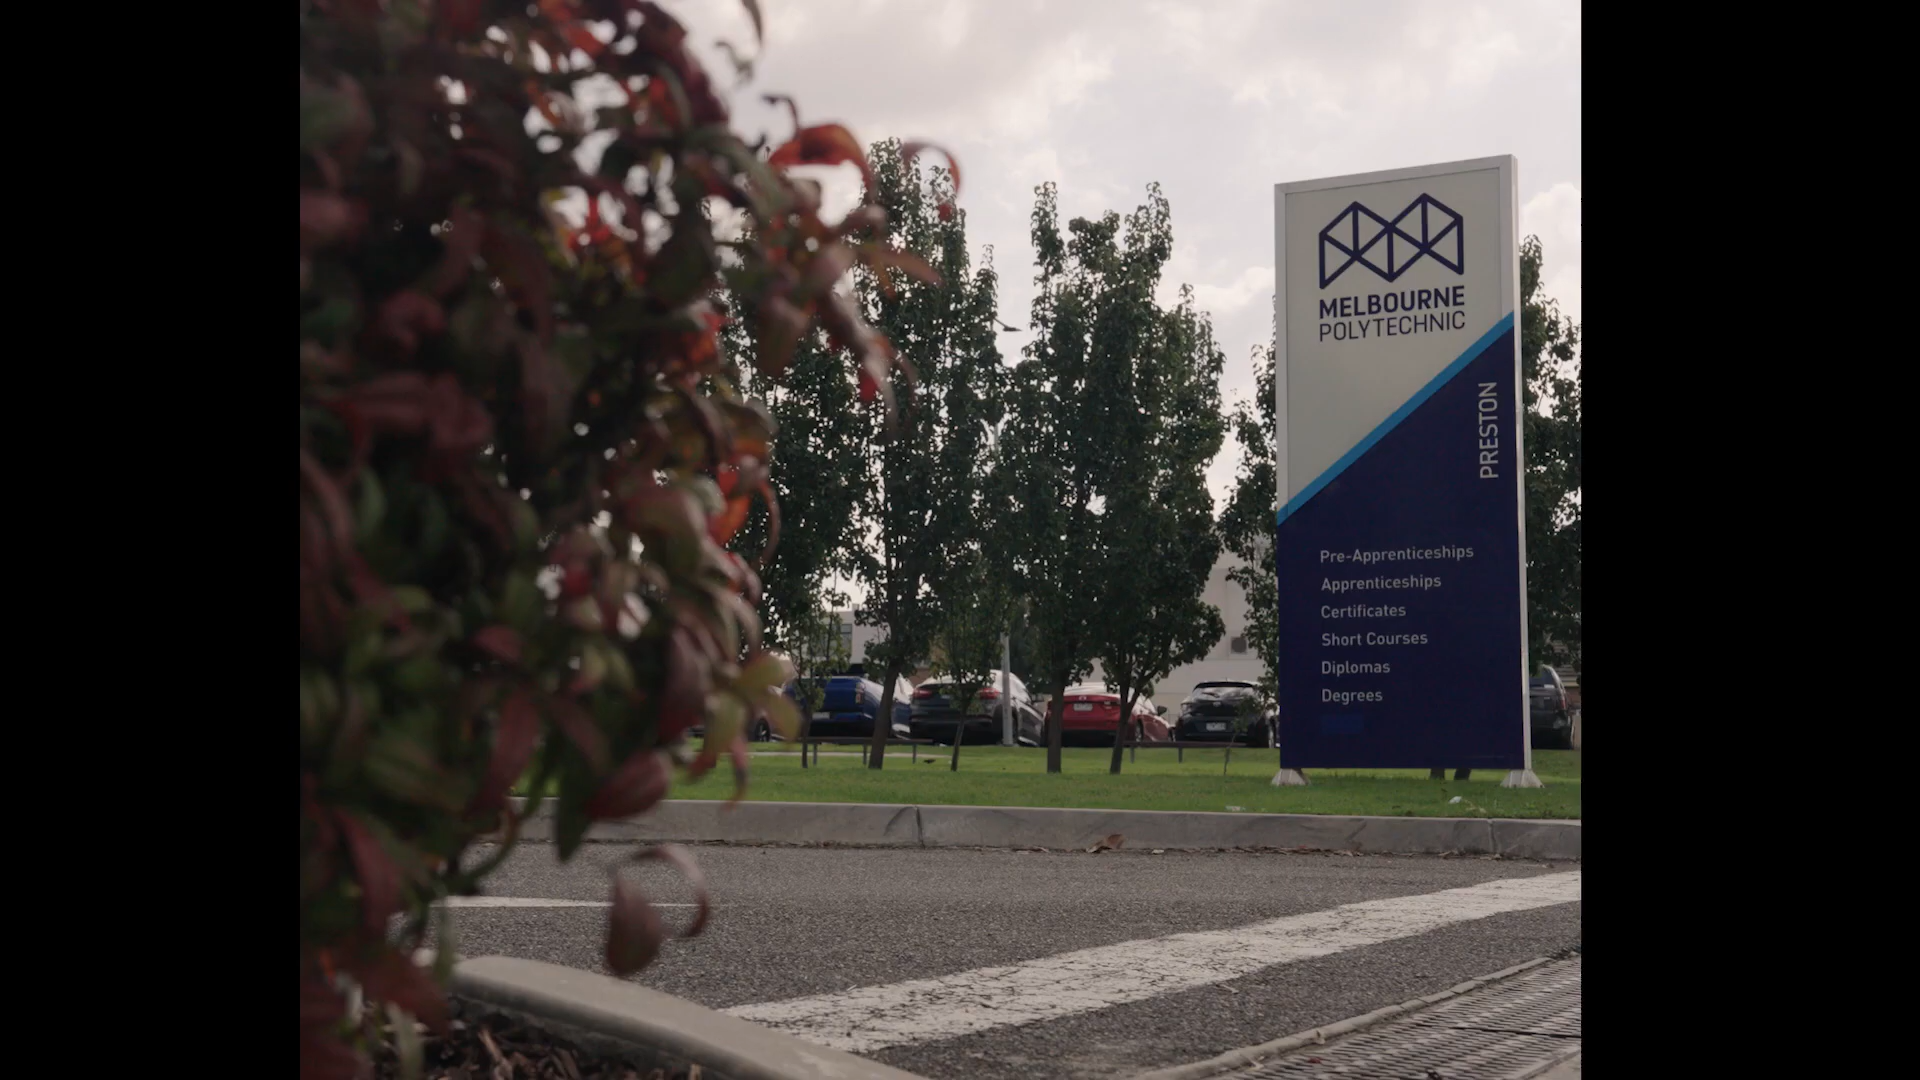 MELBOURNE
POLYTECHNIC
PRESTON
Pre-Apprenticeships
Apprenticeships
Certificates
Short Courses
Diplomas
Degrees